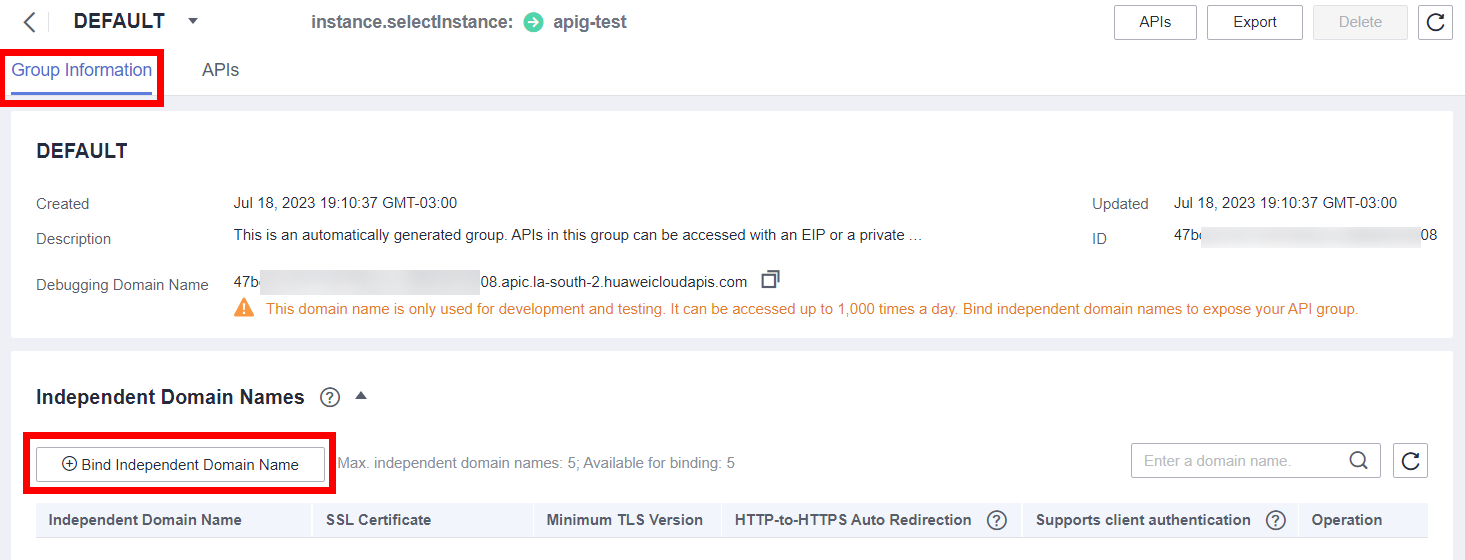 DEFAULT instance.selectInstance: apig-test APIs Export Delete
Group Information APIs
DEFAULT
Created Jul 18, 2023 19:10:37 GMT-03:00 Updated Jul 18, 2023 19:10:37 GMT-03:00
Description This is an automatically generated group. APIs in this group can be accessed with an EIP or a private ... ID 47b 08
Debugging Domain Name 47b 08.apic.la-south-2.huaweicloudapis.com
This domain name is only used for development and testing. It can be accessed up to 1,000 times a day. Bind independent domain names to expose your API group.
Independent Domain Names
Bind Independent Domain Name Max. independent domain names: 5; Available for binding: 5 Enter a domain name.
Independent Domain Name SSL Certificate Minimum TLS Version HTTP-to-HTTPS Auto Redirection Supports client authentication Operation